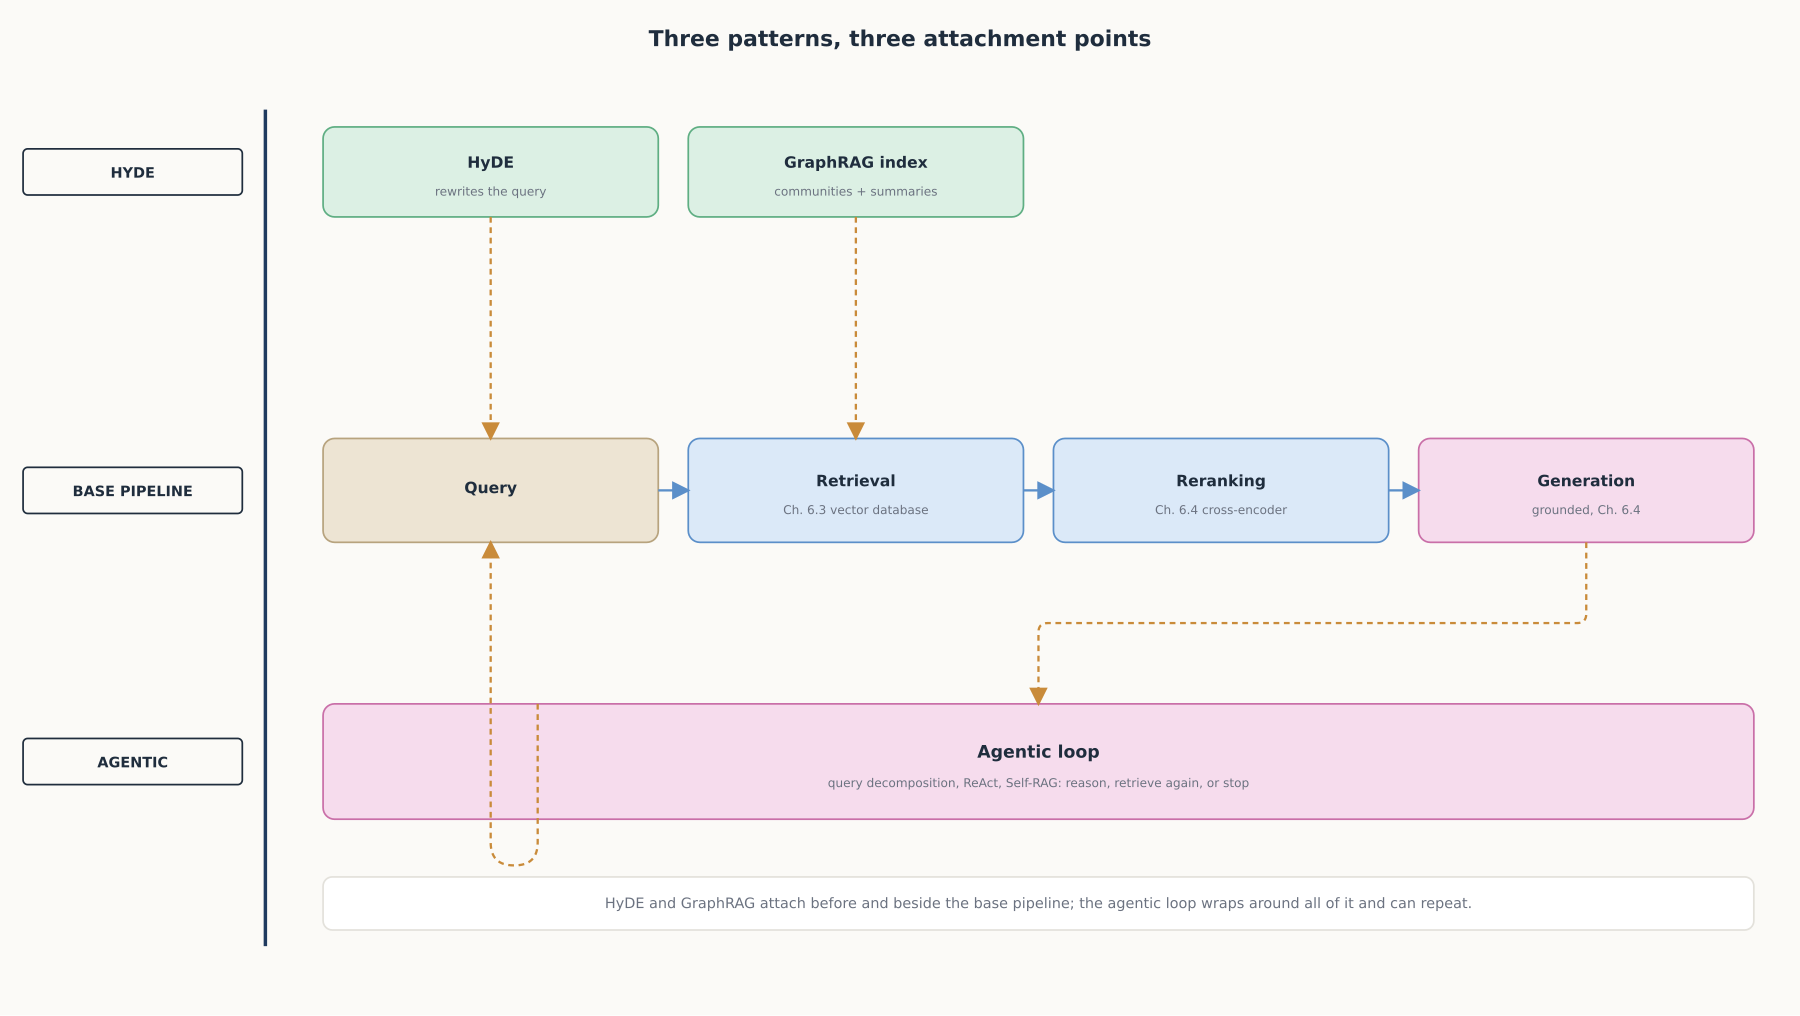 Three patterns, three attachment points
HYDE
HyDE
rewrites the query
GraphRAG index
communities + summaries
BASE PIPELINE
Query
Retrieval
Ch. 6.3 vector database
Reranking
Ch. 6.4 cross-encoder
Generation
grounded, Ch. 6.4
AGENTIC
Agentic loop
query decomposition, ReAct, Self-RAG: reason, retrieve again, or stop
HyDE and GraphRAG attach before and beside the base pipeline; the agentic loop wraps around all of it and can repeat.